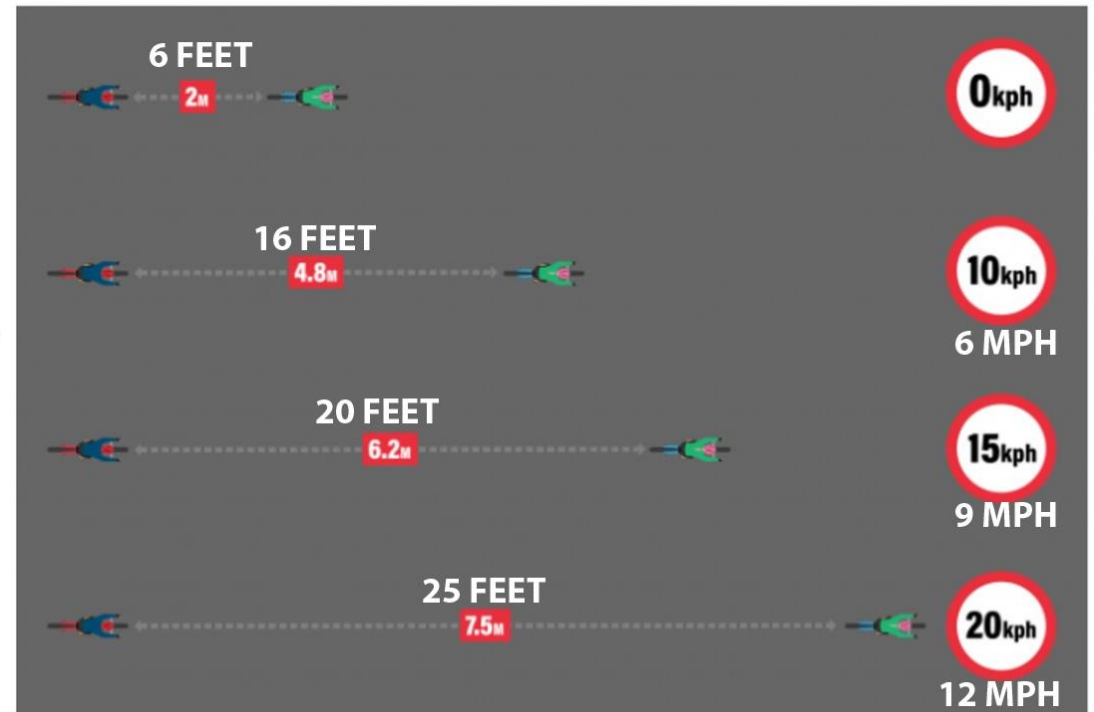 6 FEET
2M
0kph
16 FEET
4.8M
10kph
6 MPH
20 FEET
6.2M
15kph
9 MPH
25 FEET
7.5M
20kph
12 MPH